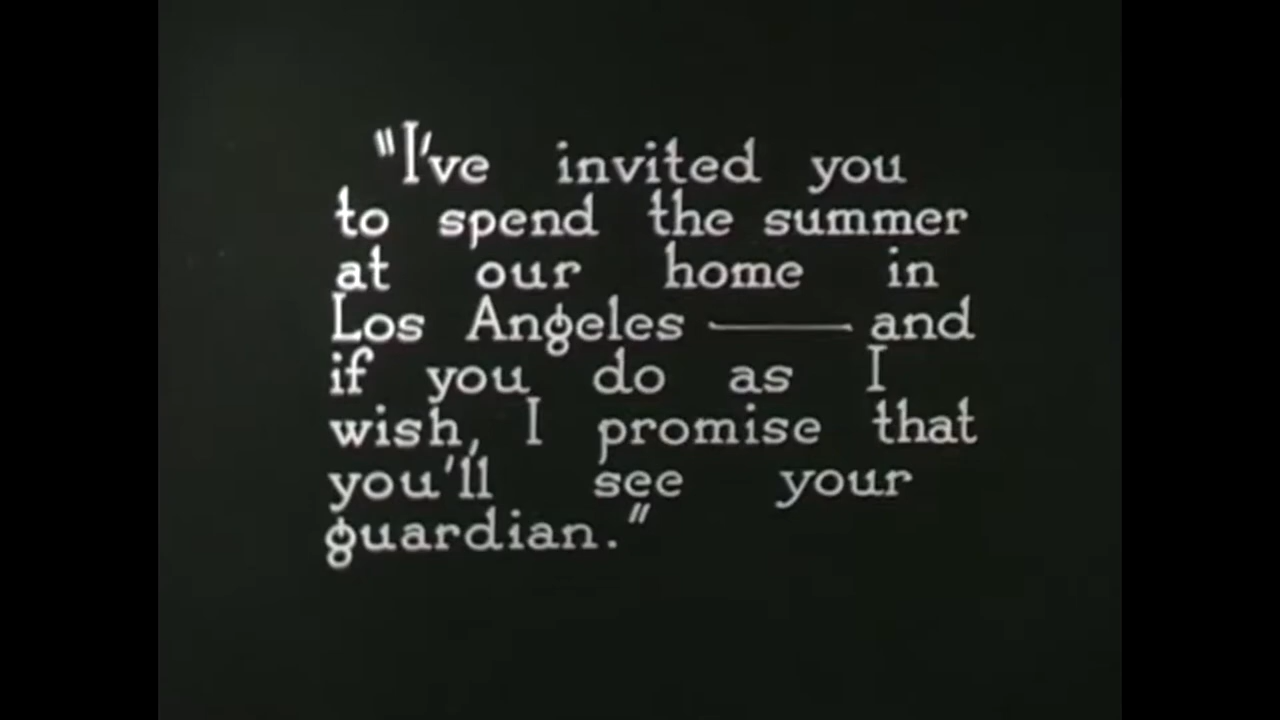 "I've invited you
to spend the summer
at our home in
Los Angeles —— and
if you do as I
wish, I promise that
you'll see your
guardian."